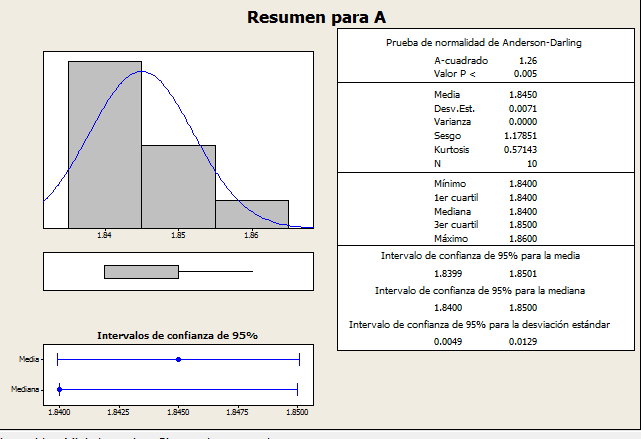 Resumen para A
1.84 1.85 1.86
Intervalos de confianza de 95%
Media
Mediana
1.8400 1.8425 1.8450 1.8475 1.8500
Prueba de normalidad de Anderson-Darling
A-cuadrado 1.26
Valor P < 0.005
Media 1.8450
Desv.Est. 0.0071
Varianza 0.0000
Sesgo 1.17851
Kurtosis 0.57143
N 10
Mínimo 1.8400
1er cuartil 1.8400
Mediana 1.8400
3er cuartil 1.8500
Máximo 1.8600
Intervalo de confianza de 95% para la media
1.8399 1.8501
Intervalo de confianza de 95% para la mediana
1.8400 1.8500
Intervalo de confianza de 95% para la desviación estándar
0.0049 0.0129